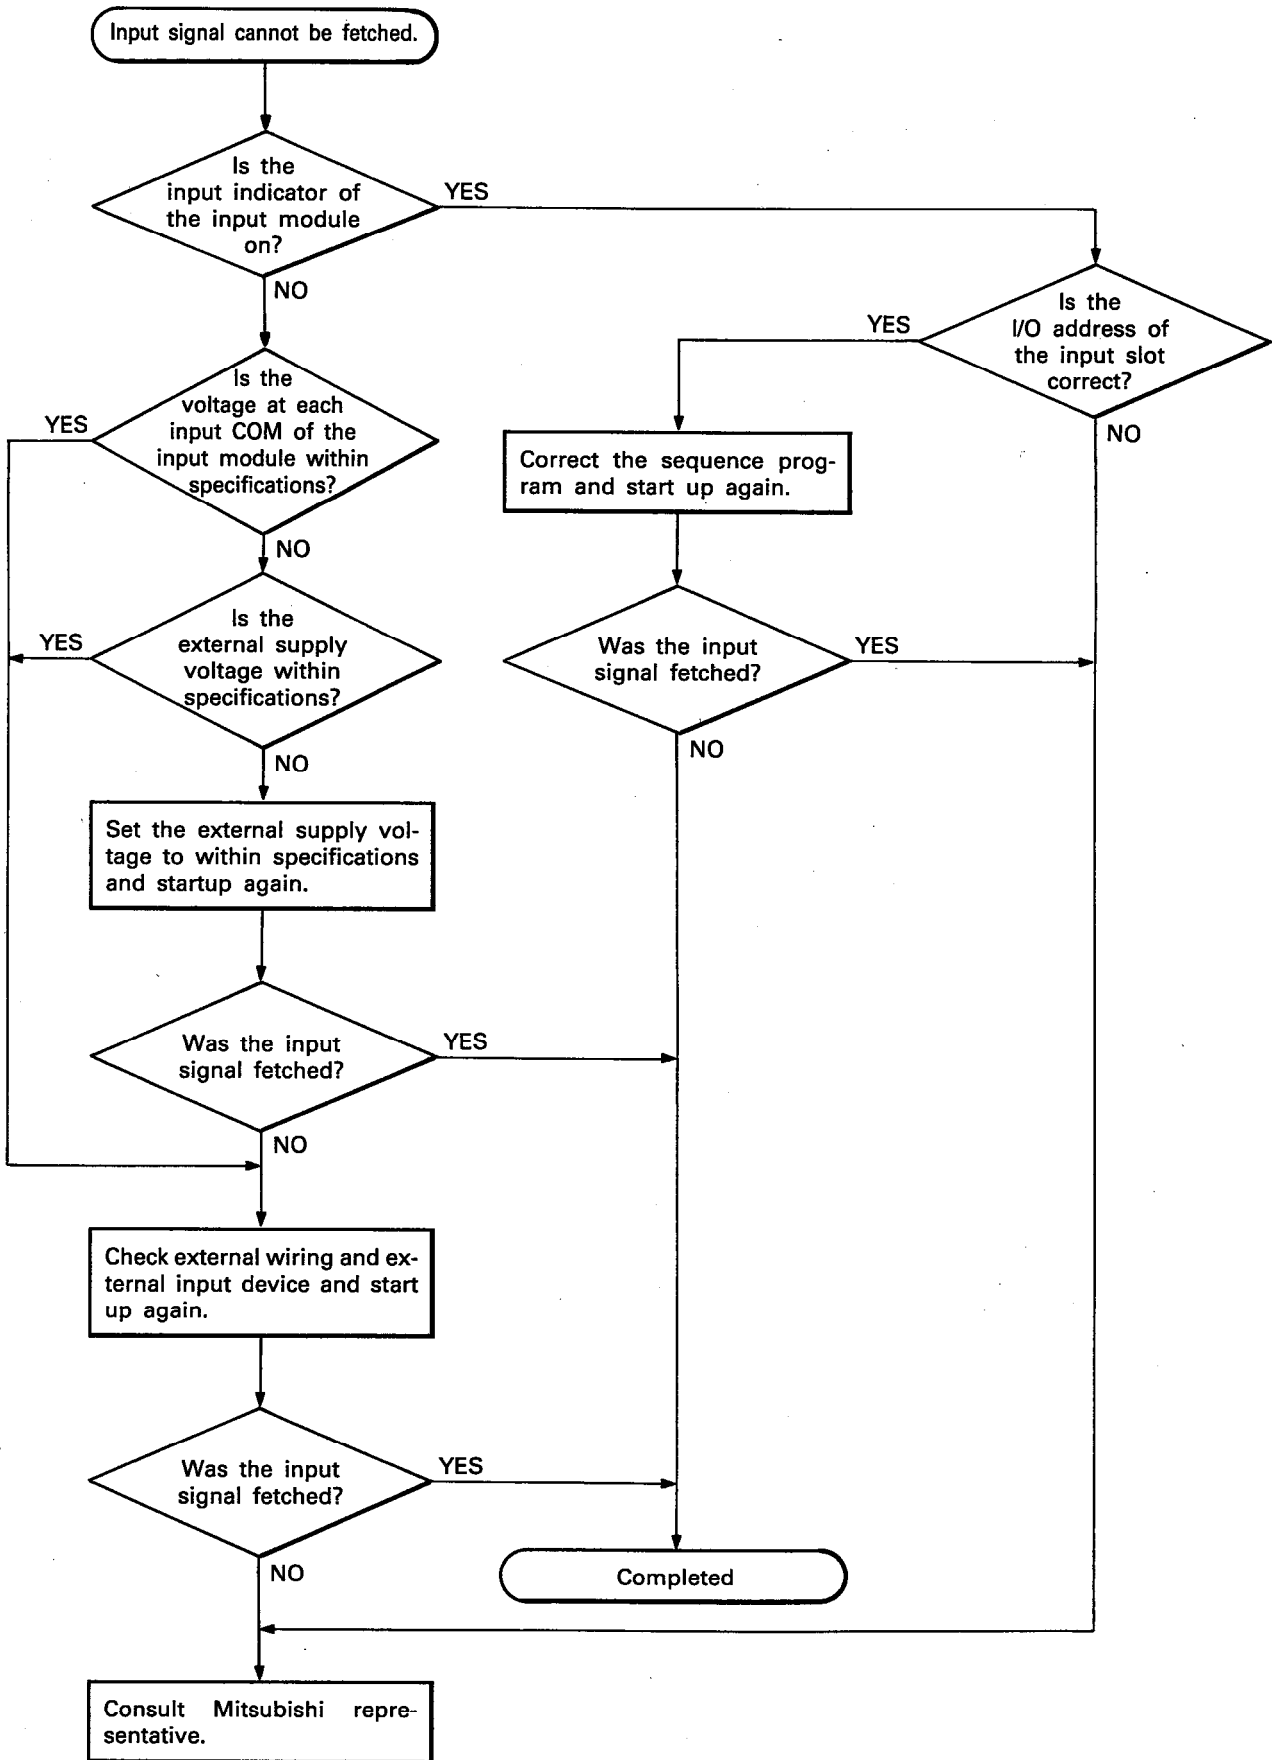 Input signal cannot be fetched.
Is the
input indicator of
the input module
on?
YES
NO
Is the
I/O address of
the input slot
correct?
YES
NO
Is the
voltage at each
input COM of the
input module within
specifications?
YES
NO
Correct the sequence prog-
ram and start up again.
Is the
external supply
voltage within
specifications?
YES
NO
Was the input
signal fetched?
YES
NO
Set the external supply vol-
tage to within specifications
and startup again.
Was the input
signal fetched?
YES
NO
Check external wiring and ex-
ternal input device and start
up again.
Was the input
signal fetched?
YES
NO
Completed
Consult Mitsubishi repre-
sentative.